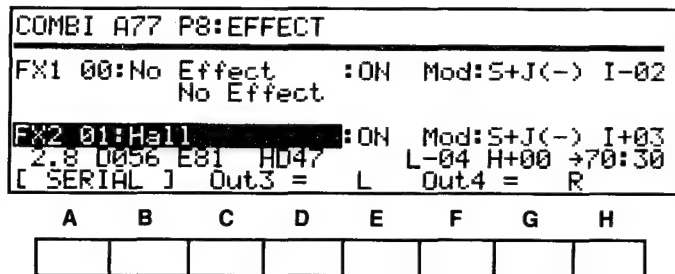 COMBI A77 P8:EFFECT
FX1 00:No Effect :ON Mod:S+J(-) I-02
No Effect
FX2 01:Hall :ON Mod:S+J(-) I+03
2.8 D056 E81 HD47 L-04 H+00 →70:30
[ SERIAL ] Out3 = L Out4 = R
A B C D E F G H